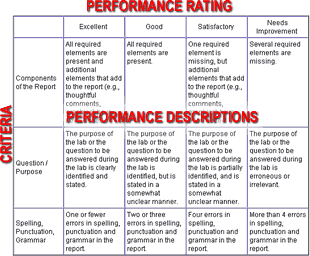 PERFORMANCE RATING
Excellent
Good
Satisfactory
Needs
Improvement
CRITERIA
Components
of the Report
All required
elements are
present and
additional
elements that add
to the report (e.g.,
thoughtful
comments,
All required
elements are
present.
One required
element is
missing, but
additional
elements that add
to the report (e.g.,
thoughtful
comments,
Several required
elements are
missing.
PERFORMANCE DESCRIPTIONS
Question /
Purpose
The purpose of
the lab or the
question to be
answered during
the lab is clearly
identified and
stated.
The purpose of
the lab or the
question to be
answered during
the lab is
identified, but is
stated in a
somewhat
unclear manner.
The purpose of
the lab or the
question to be
answered during
the lab is partially
identified, and is
stated in a
somewhat
unclear manner.
The purpose of
the lab or the
question to be
answered during
the lab is
erroneous or
irrelevant.
Spelling,
Punctuation,
Grammar
One or fewer
errors in spelling,
punctuation and
grammar in the
report.
Two or three
errors in spelling,
punctuation and
grammar in the
report.
Four errors in
spelling,
punctuation and
grammar in the
report.
More than 4 errors
in spelling,
punctuation and
grammar in the
report.